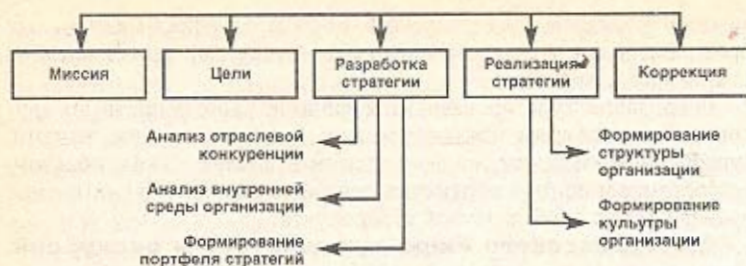 Миссия
Цели
Разработка
стратегии
Реализация
стратегии
Коррекция
Анализ отраслевой
конкуренции
Анализ внутренней
среды организации
Формирование
портфеля стратегий
Формирование
структуры
организации
Формирование
кульутры
организации